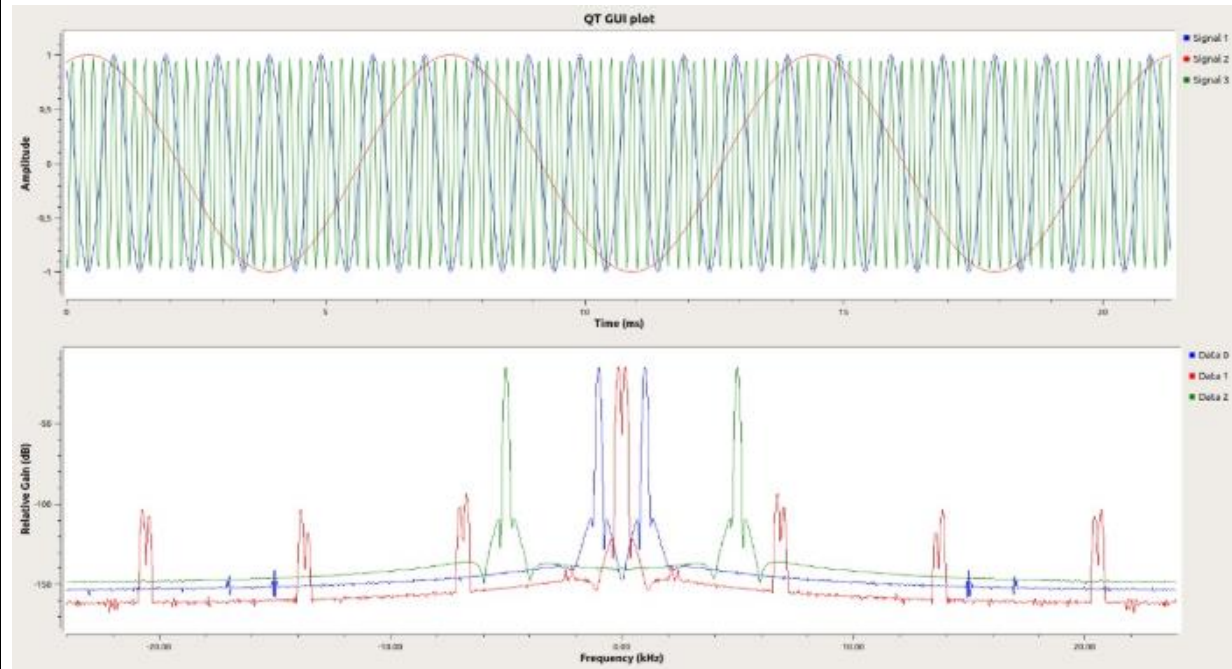 QT GUI plot
Signal 1
Signal 2
Signal 3
1
0,5
0
-0,5
-1
Amplitude
0
5
10
15
20
Time (ms)
Data 0
Data 1
Data 2
-50
-100
-150
Relative Gain (dB)
-20.00
-10.00
0.00
10.00
20.00
Frequency (kHz)